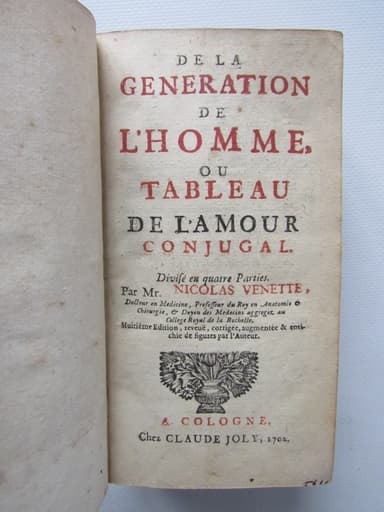 DE LA
GENERATION
DE
L'HOMME,
OU
TABLEAU
DE L'AMOUR
CONJUGAL.
Divisé en quatre Parties.
Par Mr. NICOLAS VENETTE,
Docteur en Medecine, Professeur du Roy en Anatomie &
Chirurgie, & Doyen des Medecins aggregez au
College Royal de la Rochelle.
Huitiéme Edition, reveuë, corrigée, augmentée & enri-
chie de figures par l'Auteur.
A COLOGNE,
Chez CLAUDE JOLY, 1702.